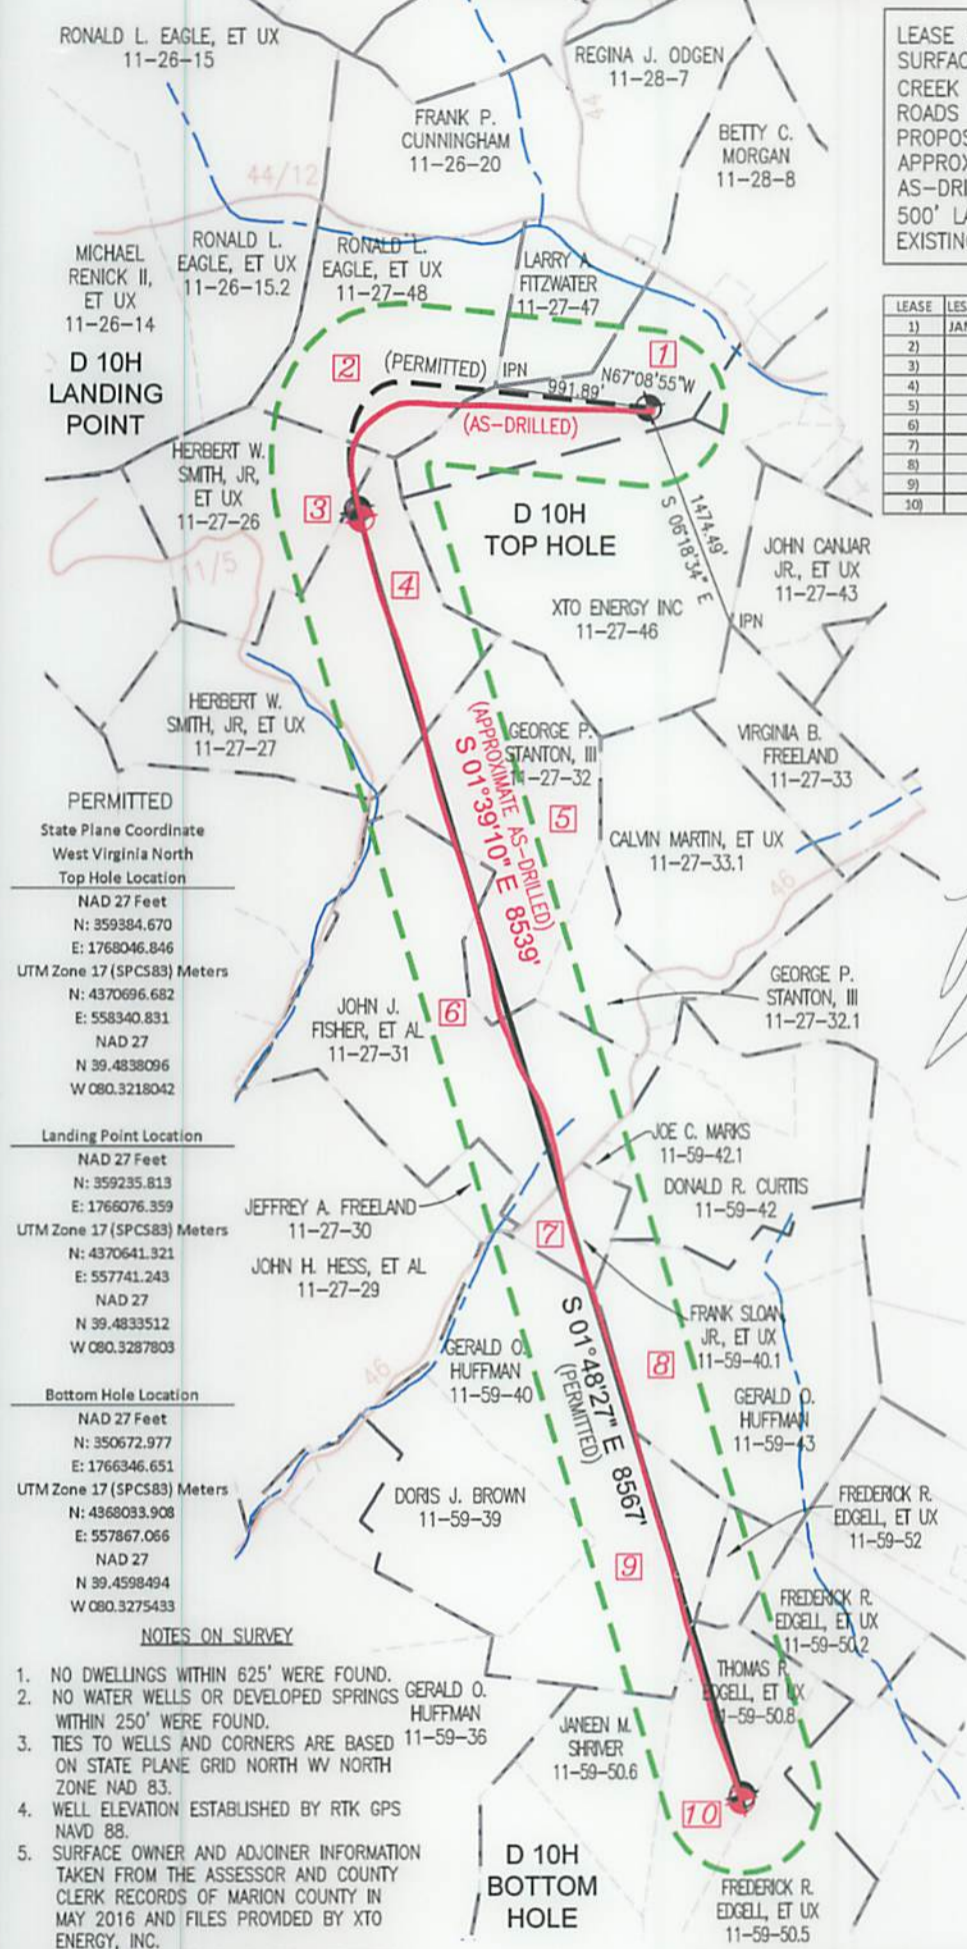 RONALD L. EAGLE, ET UX
11-26-15
REGINA J. ODGEN
11-28-7
FRANK P.
CUNNINGHAM
11-26-20
44
BETTY C.
MORGAN
11-28-8
44/12
MICHAEL
RENICK II,
ET UX
11-26-14
RONALD L.
EAGLE, ET UX
11-26-15.2
RONALD L.
EAGLE, ET UX
11-27-48
LARRY A.
FITZWATER
11-27-47
LEASE
SURFAC
CREEK
ROADS
PROPOS
APPROX
AS-DRI
500' LA
EXISTIN
LEASE LES
1) JAN
2)
3)
4)
5)
6)
7)
8)
9)
10)
D 10H
LANDING
POINT
2
(PERMITTED)
IPN
1
N67°08'55"W
991.89'
(AS-DRILLED)
HERBERT W.
SMITH, JR,
ET UX
11-27-26
3
D 10H
TOP HOLE
1474.49'
S 06°18'34" E
JOHN CANJAR
JR., ET UX
11-27-43
11/5
4
XTO ENERGY INC
11-27-46
IPN
HERBERT W.
SMITH, JR, ET UX
11-27-27
GEORGE P.
STANTON, III
11-27-32
VIRGINIA B.
FREELAND
11-27-33
(APPROXIMATE AS-DRILLED)
S 01°39'10" E 8539'
5
CALVIN MARTIN, ET UX
11-27-33.1
46
PERMITTED
State Plane Coordinate
West Virginia North
Top Hole Location
NAD 27 Feet
N: 359384.670
E: 1768046.846
UTM Zone 17 (SPCS83) Meters
N: 4370696.682
E: 558340.831
NAD 27
N 39.4838096
W 080.3218042
GEORGE P.
STANTON, III
11-27-32.1
JOHN J.
FISHER, ET AL
11-27-31
6
Landing Point Location
NAD 27 Feet
N: 359235.813
E: 1766076.359
UTM Zone 17 (SPCS83) Meters
N: 4370641.321
E: 557741.243
NAD 27
N 39.4833512
W 080.3287803
JOE C. MARKS
11-59-42.1
DONALD R. CURTIS
11-59-42
JEFFREY A. FREELAND
11-27-30
7
JOHN H. HESS, ET AL
11-27-29
FRANK SLOAN
JR., ET UX
11-59-40.1
S 01°48'27" E 8567'
(PERMITTED)
46
GERALD O.
HUFFMAN
11-59-40
8
GERALD O.
HUFFMAN
11-59-43
Bottom Hole Location
NAD 27 Feet
N: 350672.977
E: 1766346.651
UTM Zone 17 (SPCS83) Meters
N: 4368033.908
E: 557867.066
NAD 27
N 39.4598494
W 080.3275433
DORIS J. BROWN
11-59-39
FREDERICK R.
EDGELL, ET UX
11-59-52
9
FREDERICK R.
EDGELL, ET UX
11-59-50.2
NOTES ON SURVEY
1. NO DWELLINGS WITHIN 625' WERE FOUND.
2. NO WATER WELLS OR DEVELOPED SPRINGS
WITHIN 250' WERE FOUND.
3. TIES TO WELLS AND CORNERS ARE BASED
ON STATE PLANE GRID NORTH WV NORTH
ZONE NAD 83.
4. WELL ELEVATION ESTABLISHED BY RTK GPS
NAVD 88.
5. SURFACE OWNER AND ADJOINER INFORMATION
TAKEN FROM THE ASSESSOR AND COUNTY
CLERK RECORDS OF MARION COUNTY IN
MAY 2016 AND FILES PROVIDED BY XTO
ENERGY, INC.
GERALD O.
HUFFMAN
11-59-36
THOMAS R.
EDGELL, ET UX
11-59-50.8
JANEEN M.
SHRIVER
11-59-50.6
10
D 10H
BOTTOM
HOLE
FREDERICK R.
EDGELL, ET UX
11-59-50.5